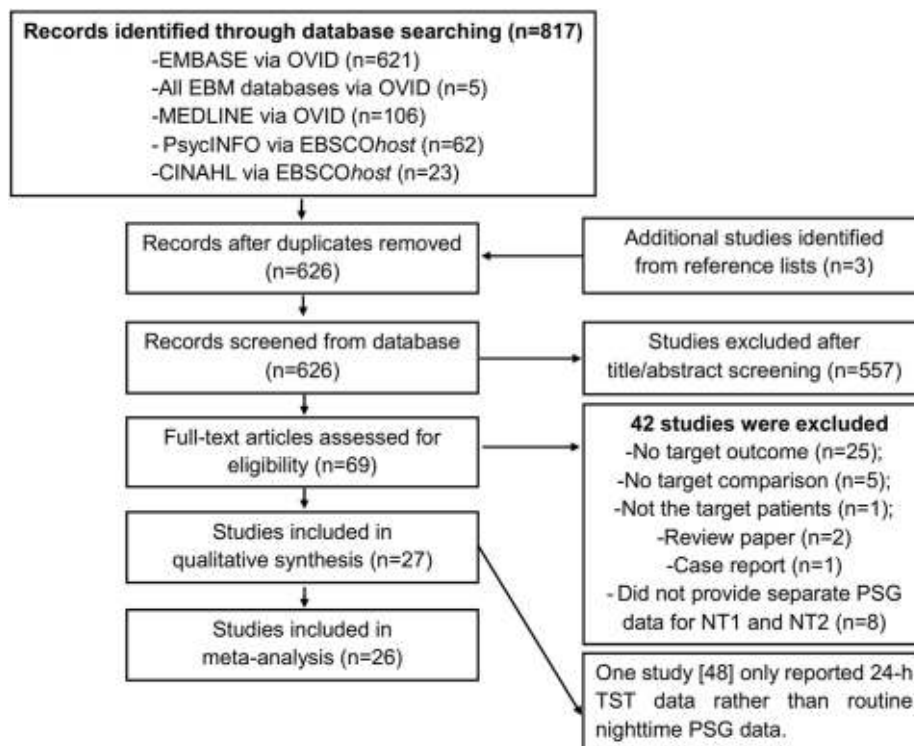 Records identified through database searching (n=817)
-EMBASE via OVID (n=621)
-All EBM databases via OVID (n=5)
-MEDLINE via OVID (n=106)
- PsycINFO via EBSCOhost (n=62)
-CINAHL via EBSCOhost (n=23)
Records after duplicates removed
(n=626)
Additional studies identified
from reference lists (n=3)
Records screened from database
(n=626)
Studies excluded after
title/abstract screening (n=557)
Full-text articles assessed for
eligibility (n=69)
42 studies were excluded
-No target outcome (n=25);
-No target comparison (n=5);
-Not the target patients (n=1);
-Review paper (n=2)
-Case report (n=1)
- Did not provide separate PSG
data for NT1 and NT2 (n=8)
Studies included in
qualitative synthesis (n=27)
Studies included in
meta-analysis (n=26)
One study [48] only reported 24-h
TST data rather than routine
nighttime PSG data.